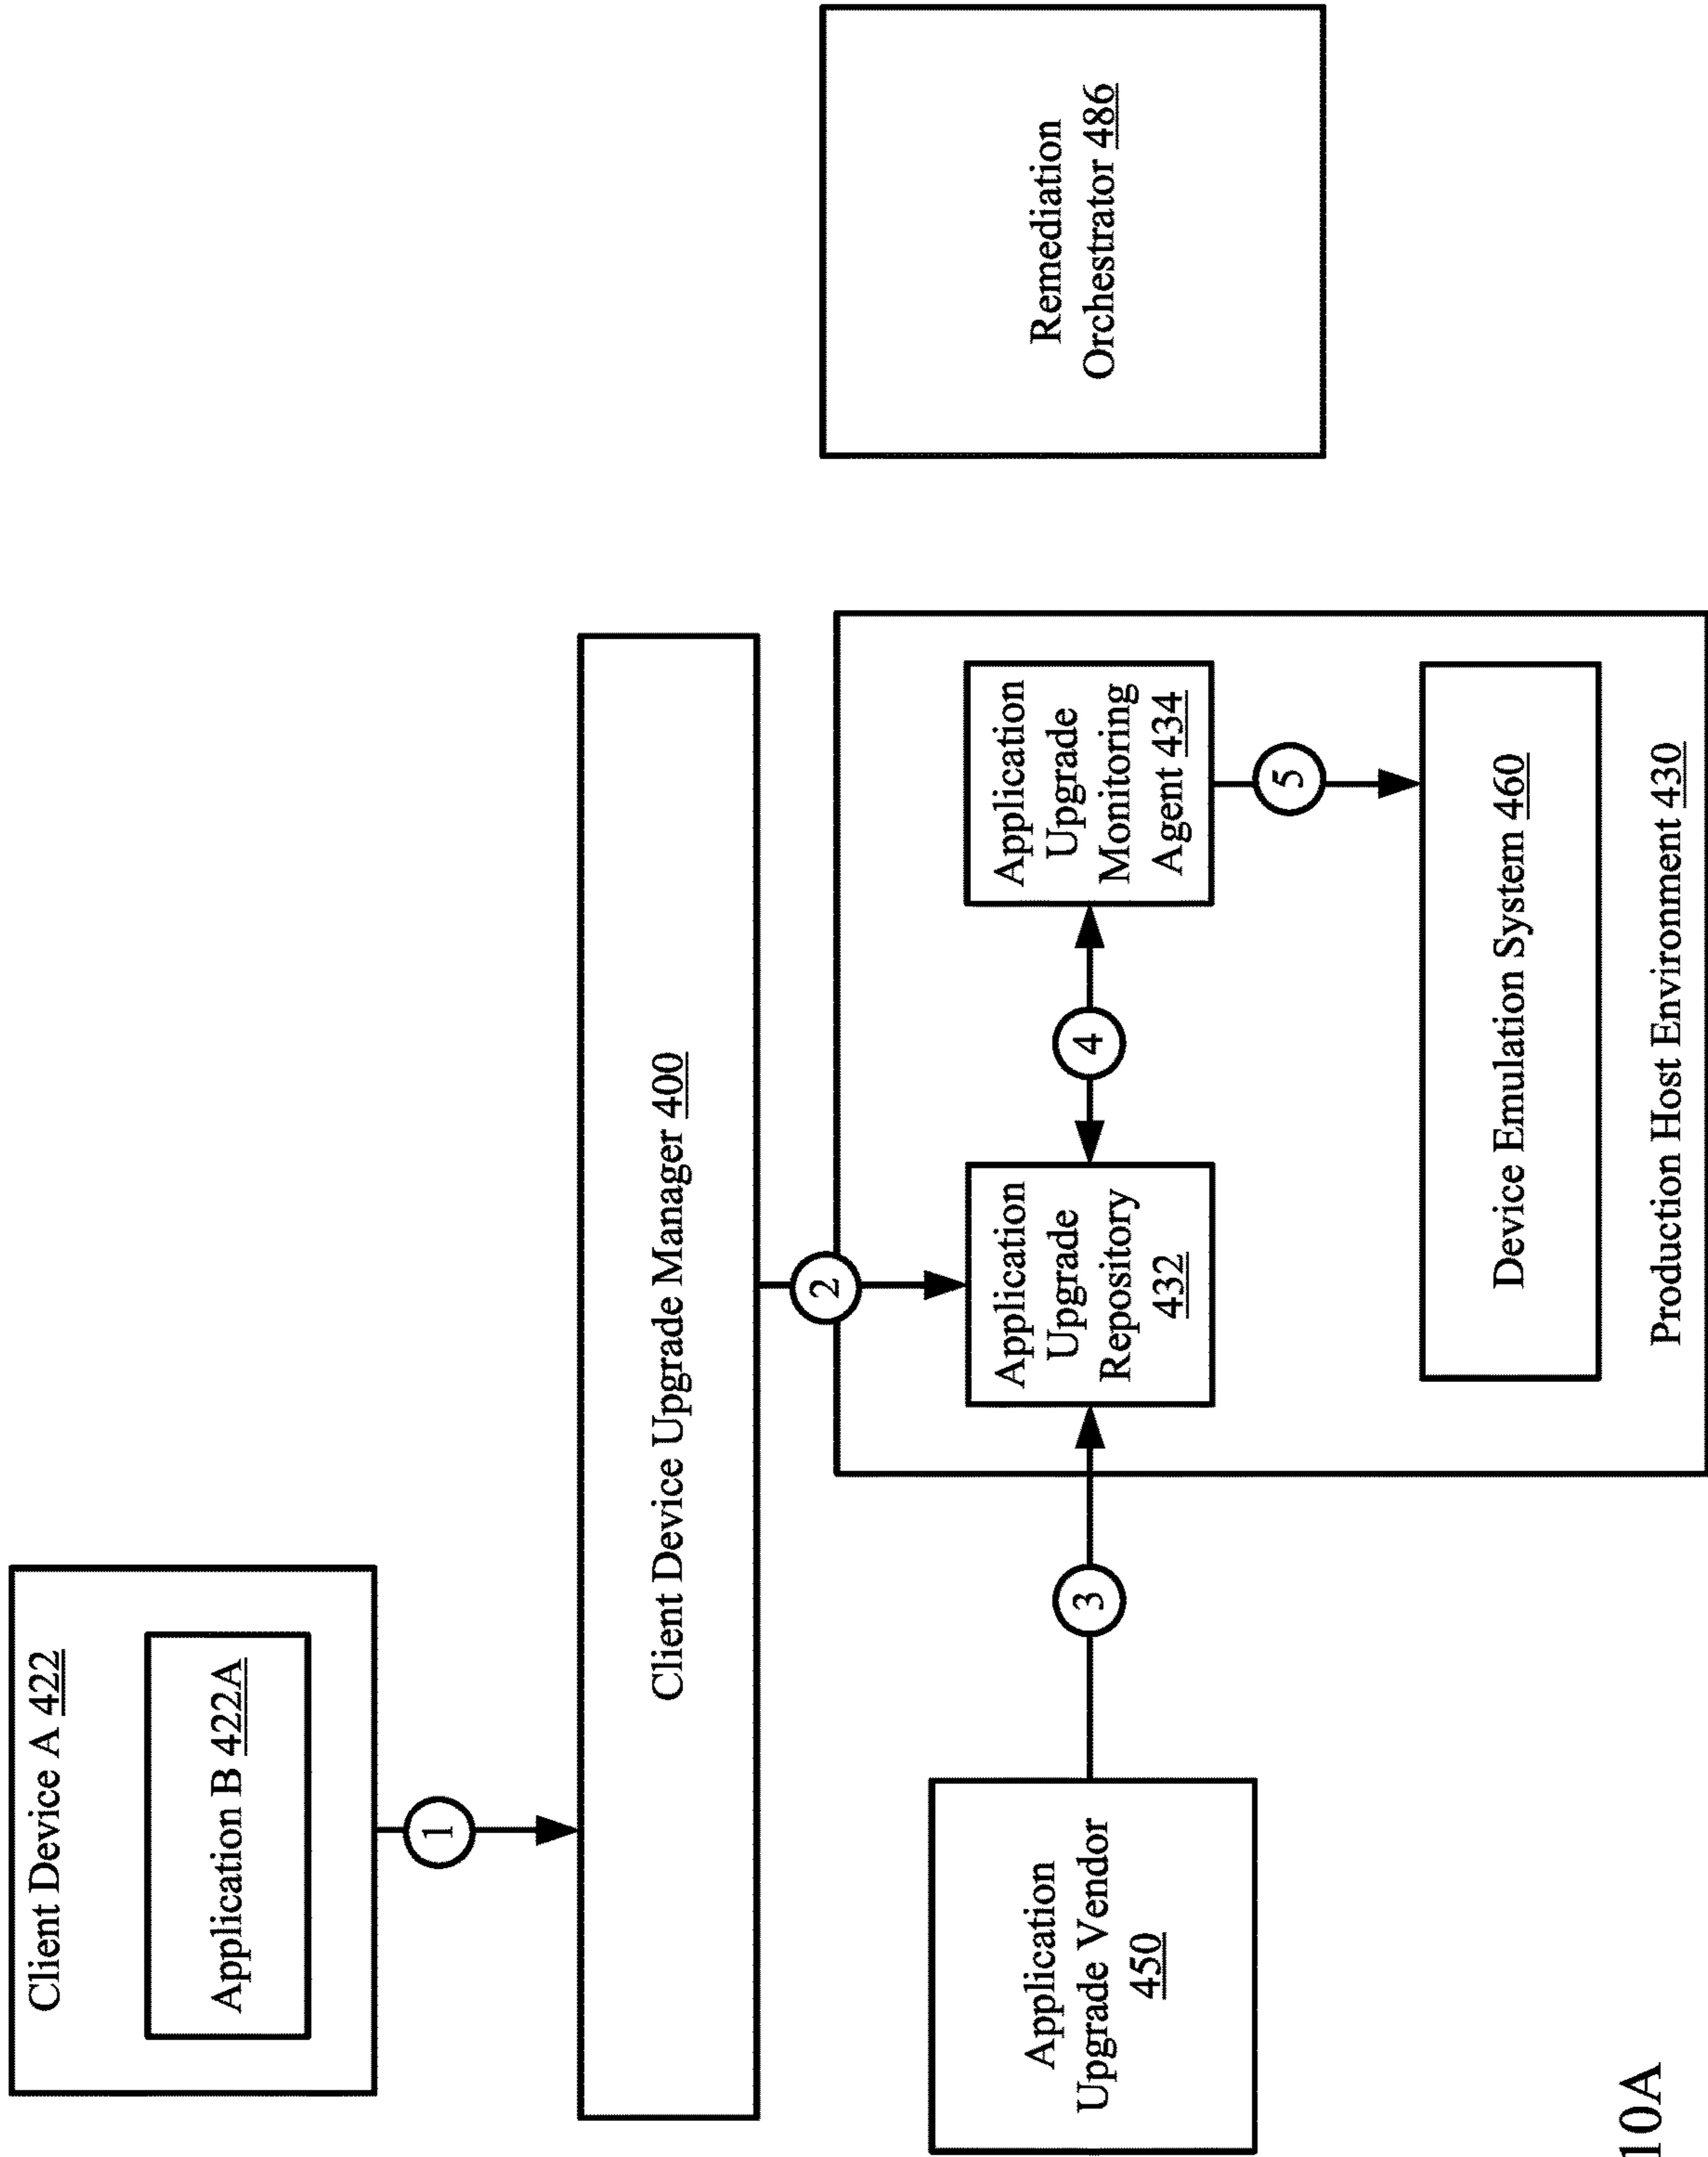 Client Device A 422
Application B 422A
1
Client Device Upgrade Manager 400
2
Application
Upgrade Vendor
450
3
Application
Upgrade
Repository
432
4
Application
Upgrade
Monitoring
Agent 434
5
Device Emulation System 460
Production Host Environment 430
Remediation
Orchestrator 486
10A